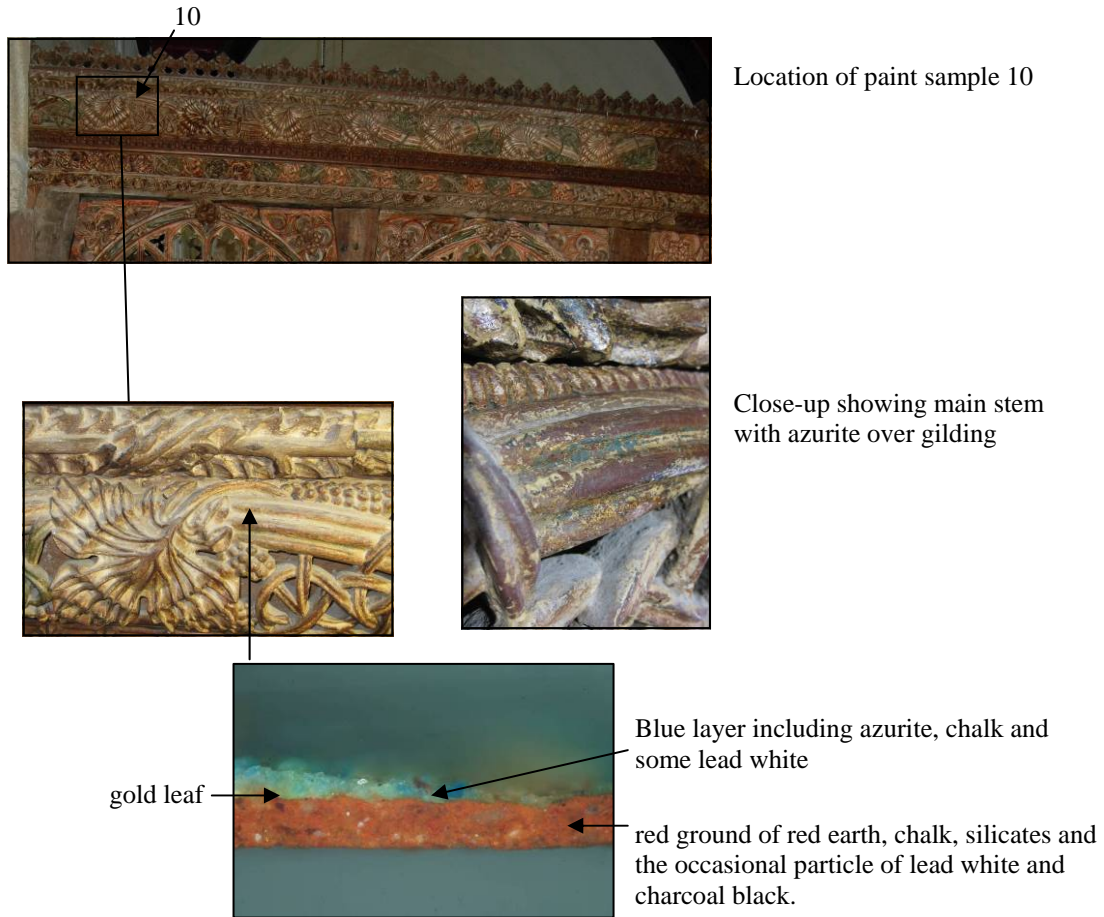 10
Location of paint sample 10
Close-up showing main stem
with azurite over gilding
Blue layer including azurite, chalk and
some lead white
gold leaf
red ground of red earth, chalk, silicates and
the occasional particle of lead white and
charcoal black.